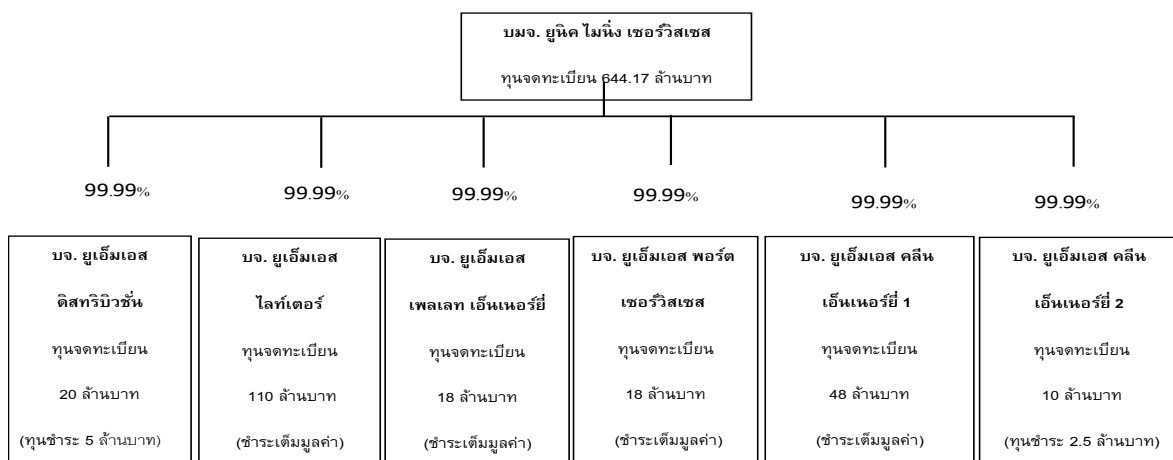 บมจ. ยูนิค ไมนิ่ง เซอร์วิสเซส
ทุนจดทะเบียน 644.17 ล้านบาท
99.99%
99.99%
99.99%
99.99%
99.99%
99.99%
บจ. ยูเอ็มเอส
ดิสทริบิวชั่น
ทุนจดทะเบียน
20 ล้านบาท
(ทุนชำระ 5 ล้านบาท)
บจ. ยูเอ็มเอส
ไลท์เตอร์
ทุนจดทะเบียน
110 ล้านบาท
(ชำระเต็มมูลค่า)
บจ. ยูเอ็มเอส
เพลเลท เอ็นเนอร์ยี่
ทุนจดทะเบียน
18 ล้านบาท
(ชำระเต็มมูลค่า)
บจ. ยูเอ็มเอส พอร์ต
เซอร์วิสเซส
ทุนจดทะเบียน
18 ล้านบาท
(ชำระเต็มมูลค่า)
บจ. ยูเอ็มเอส คลีน
เอ็นเนอร์ยี่ 1
ทุนจดทะเบียน
48 ล้านบาท
(ชำระเต็มมูลค่า)
บจ. ยูเอ็มเอส คลีน
เอ็นเนอร์ยี่ 2
ทุนจดทะเบียน
10 ล้านบาท
(ทุนชำระ 2.5 ล้านบาท)